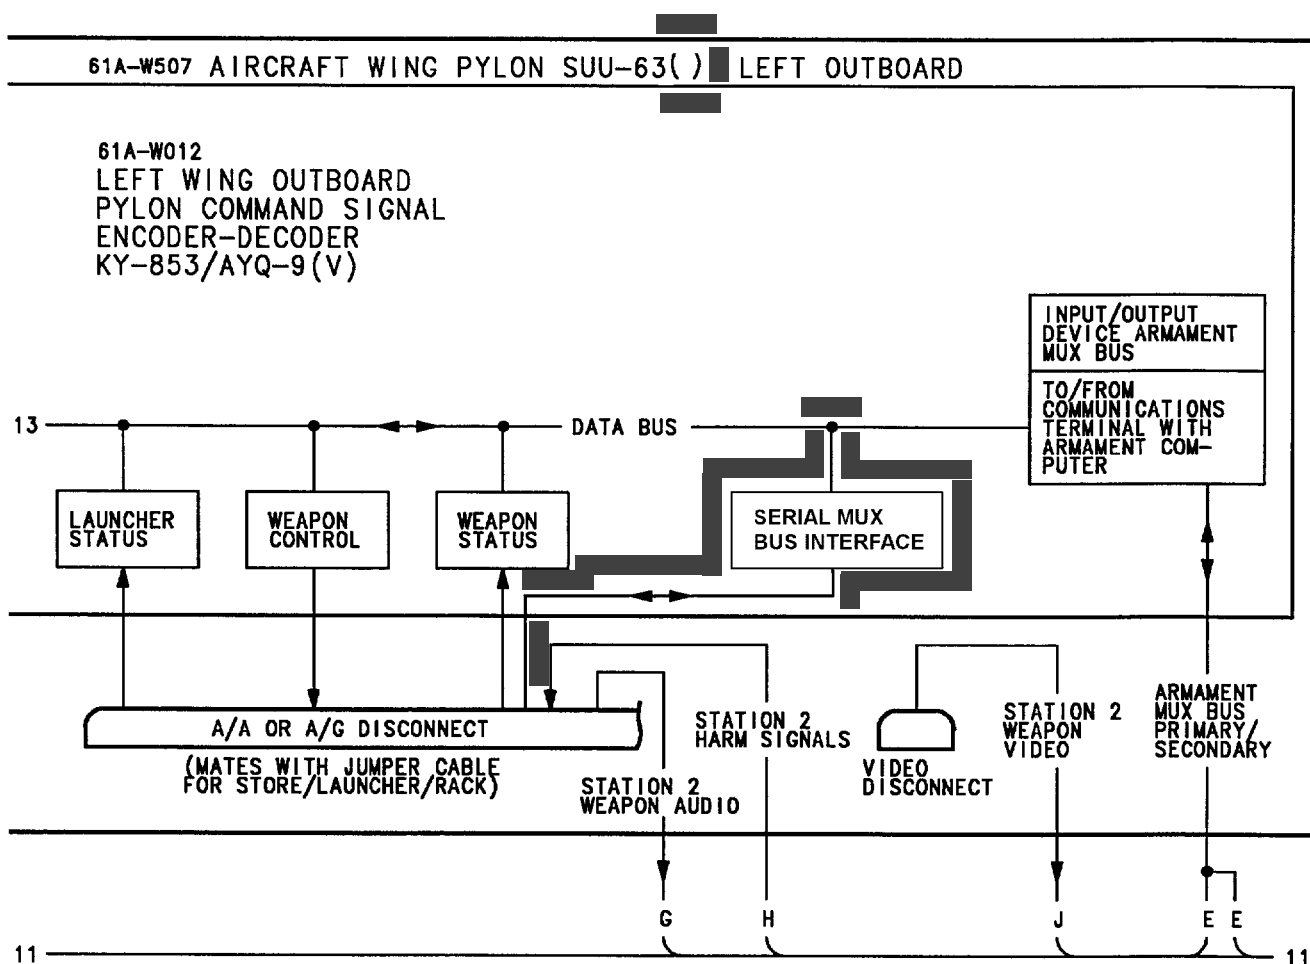 61A-W507 AIRCRAFT WING PYLON SUU-63( ) LEFT OUTBOARD
61A-W012
LEFT WING OUTBOARD
PYLON COMMAND SIGNAL
ENCODER-DECODER
KY-853/AYQ-9(V)
INPUT/OUTPUT
DEVICE ARMAMENT
MUX BUS
TO/FROM
COMMUNICATIONS
TERMINAL WITH
ARMAMENT COM-
PUTER
13
DATA BUS
LAUNCHER
STATUS
WEAPON
CONTROL
WEAPON
STATUS
SERIAL MUX
BUS INTERFACE
A/A OR A/G DISCONNECT
(MATES WITH JUMPER CABLE
FOR STORE/LAUNCHER/RACK)
STATION 2
WEAPON AUDIO
STATION 2
HARM SIGNALS
VIDEO
DISCONNECT
STATION 2
WEAPON
VIDEO
ARMAMENT
MUX BUS
PRIMARY/
SECONDARY
G
H
J
E
E
11
11